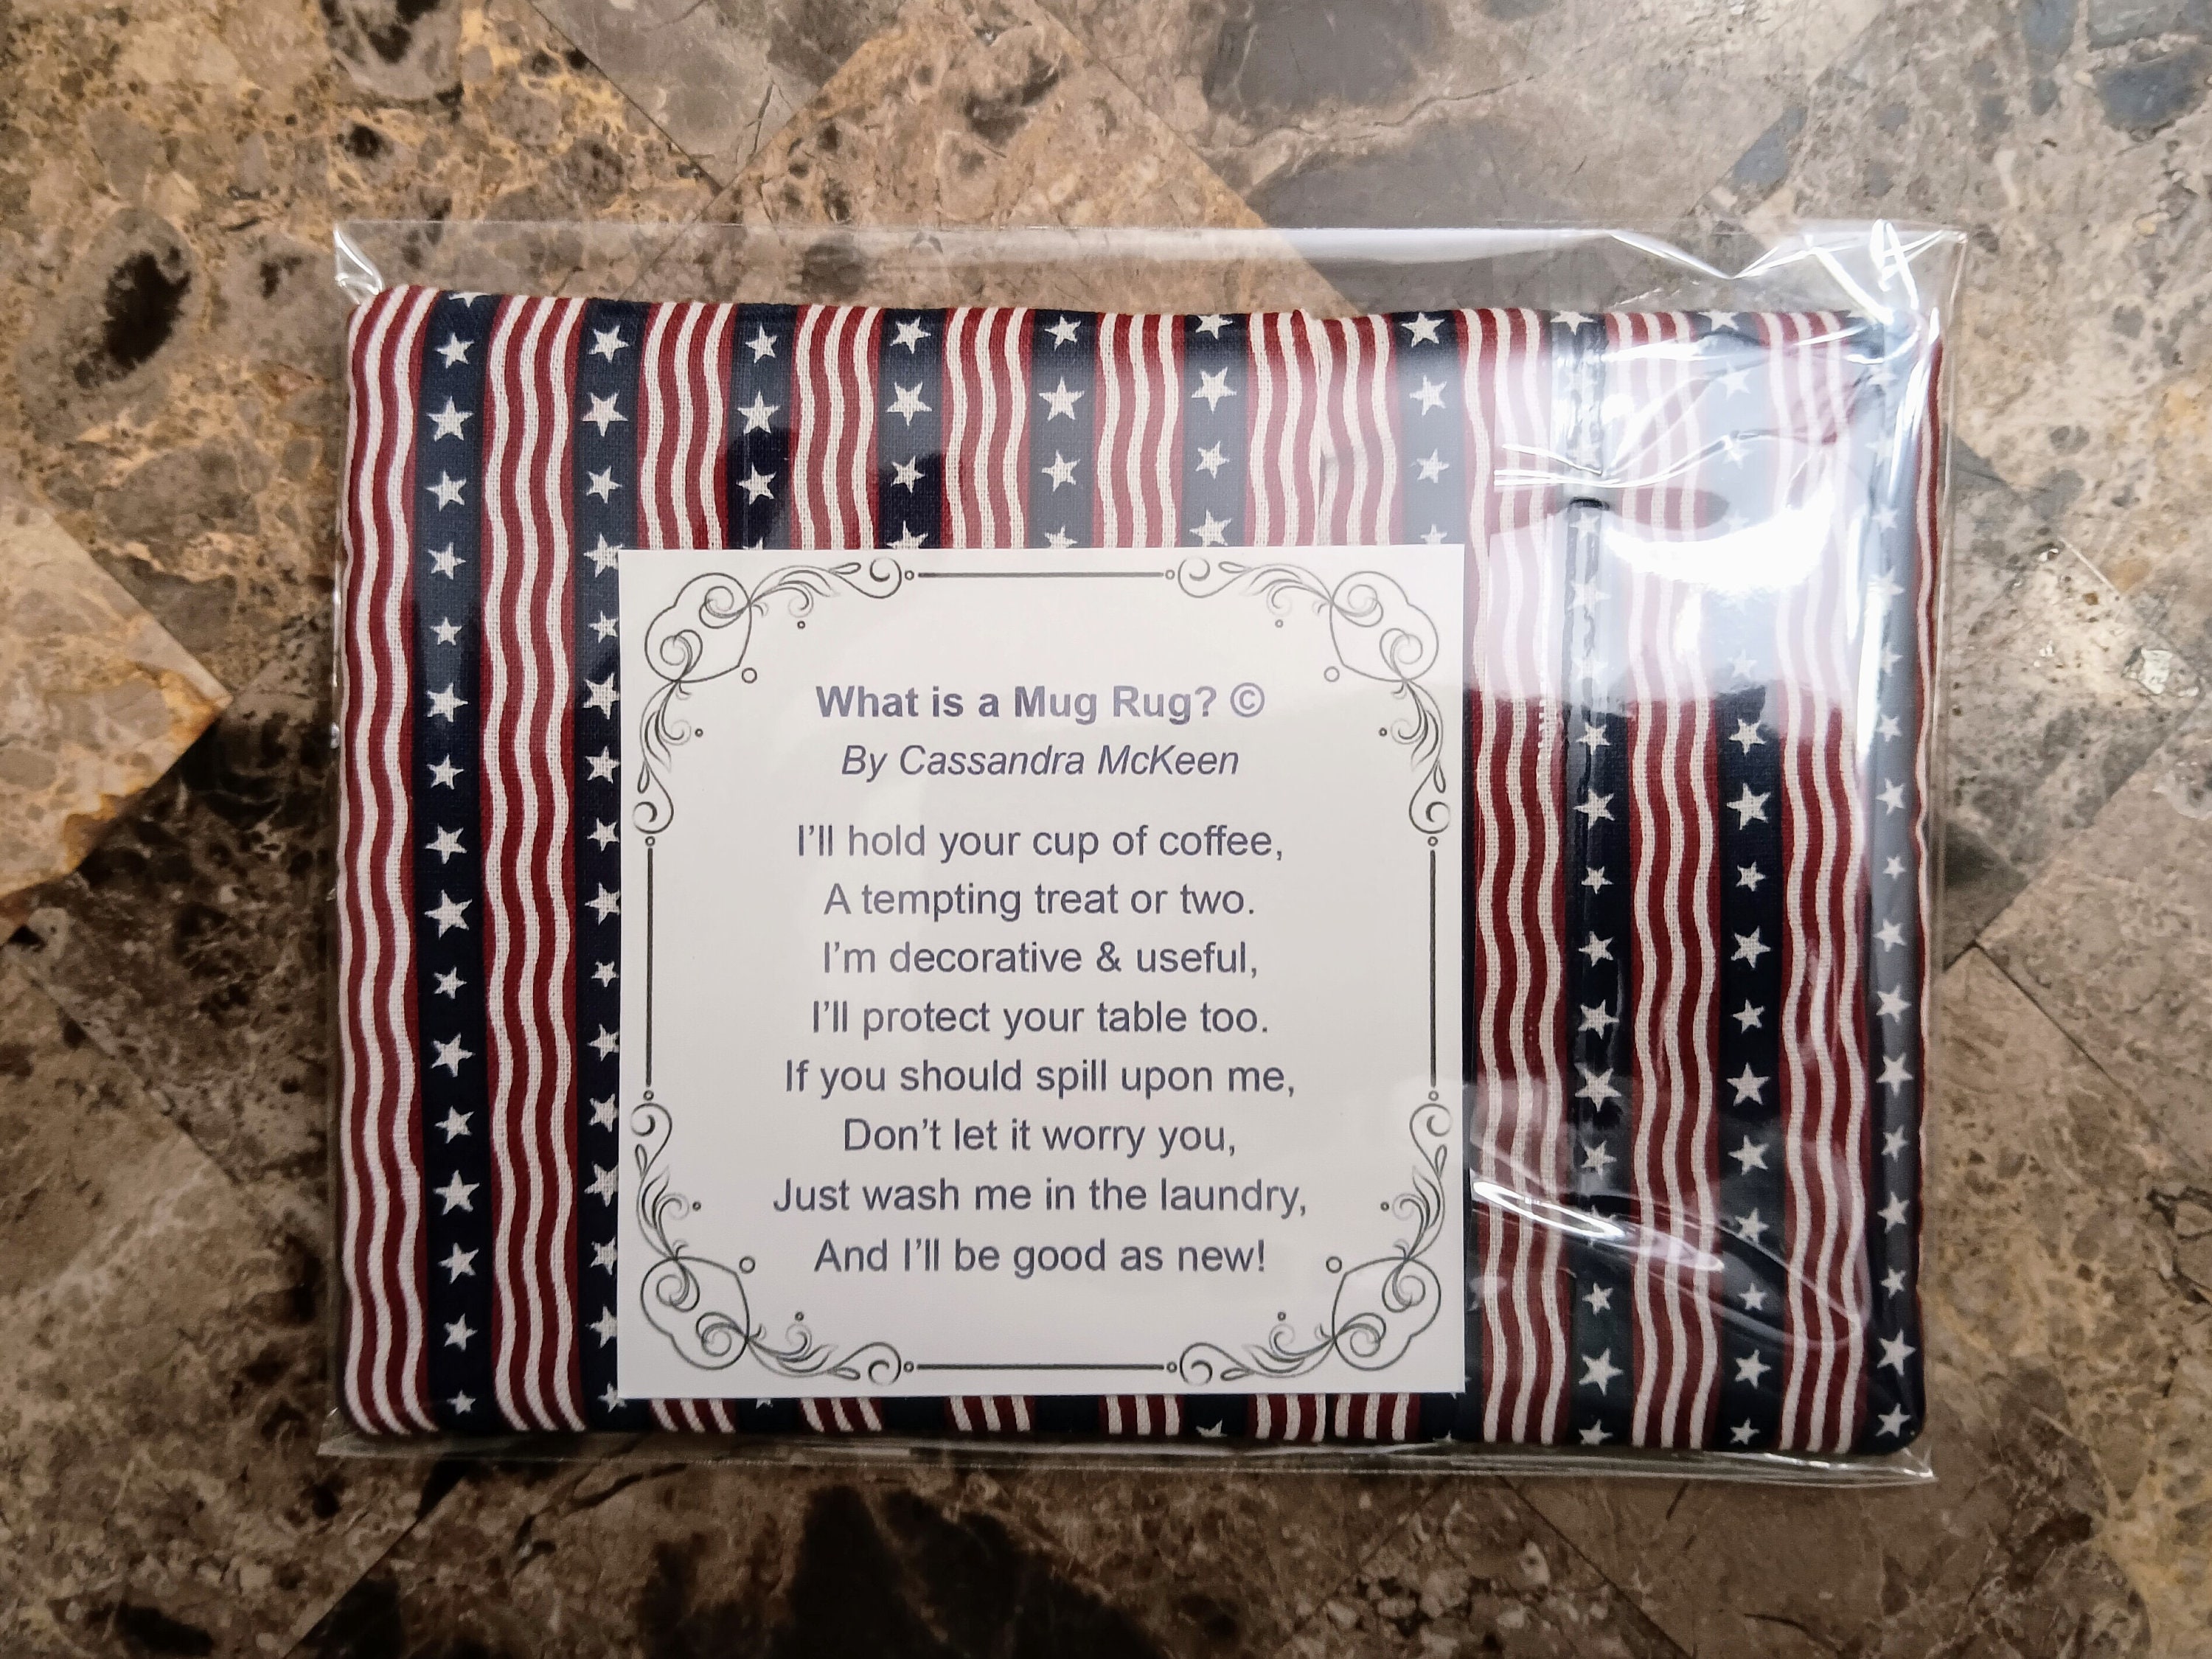 What is a Mug Rug? ©
By Cassandra McKeen
I’ll hold your cup of coffee,
A tempting treat or two.
I’m decorative & useful,
I’ll protect your table too.
If you should spill upon me,
Don’t let it worry you,
Just wash me in the laundry,
And I’ll be good as new!